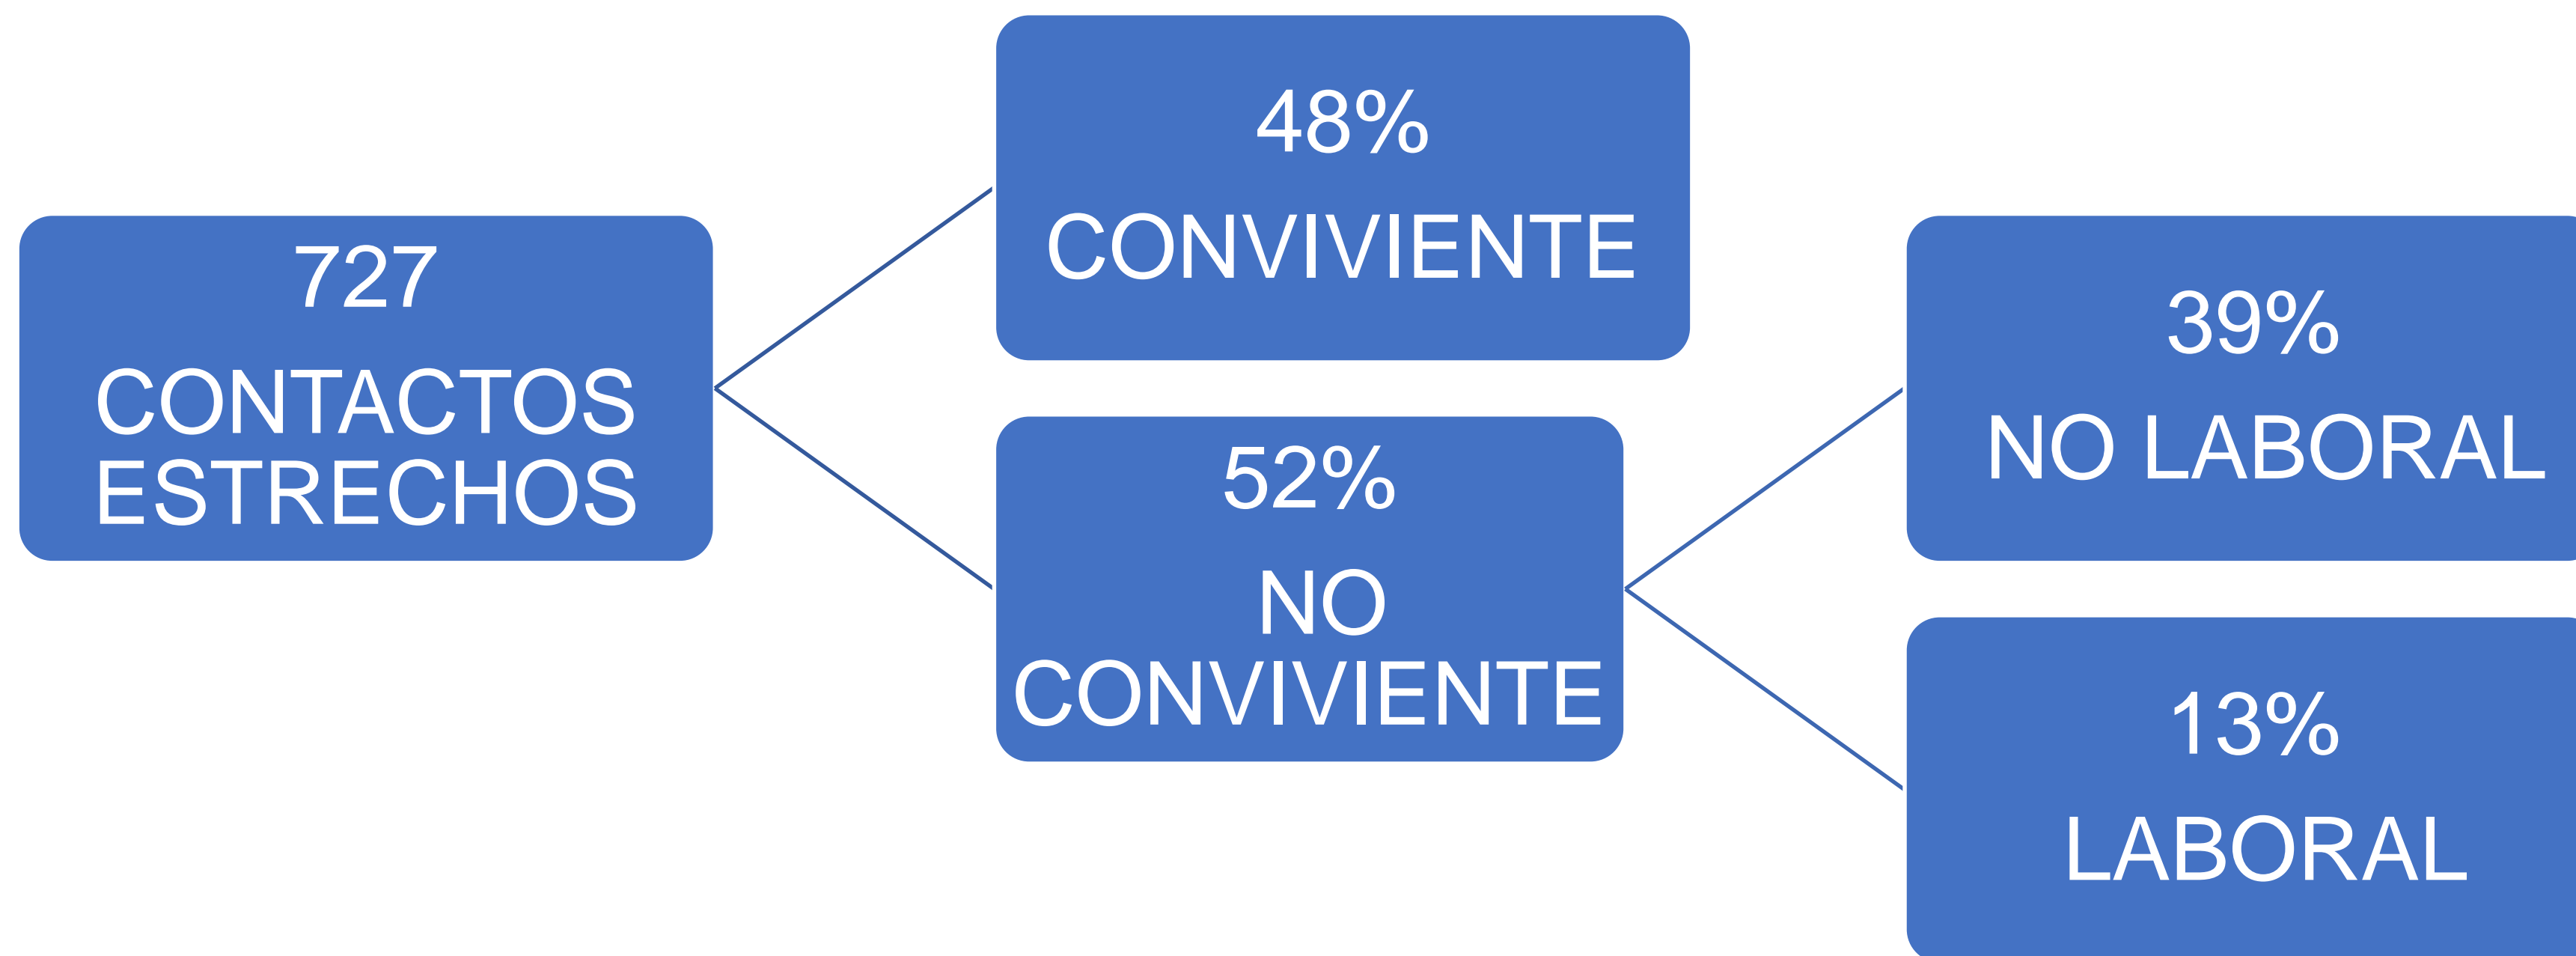 727
CONTACTOS
ESTRECHOS
48%
CONVIVIENTE
52%
NO
CONVIVIENTE
39%
NO LABORAL
13%
LABORAL